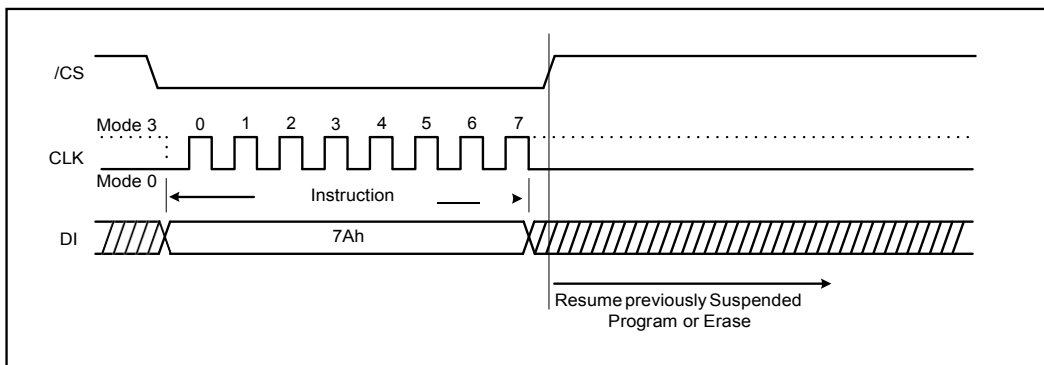 /CS
Mode 3 0 1 2 3 4 5 6 7
CLK
Mode 0
Instruction
DI 7Ah
Resume previously Suspended
Program or Erase